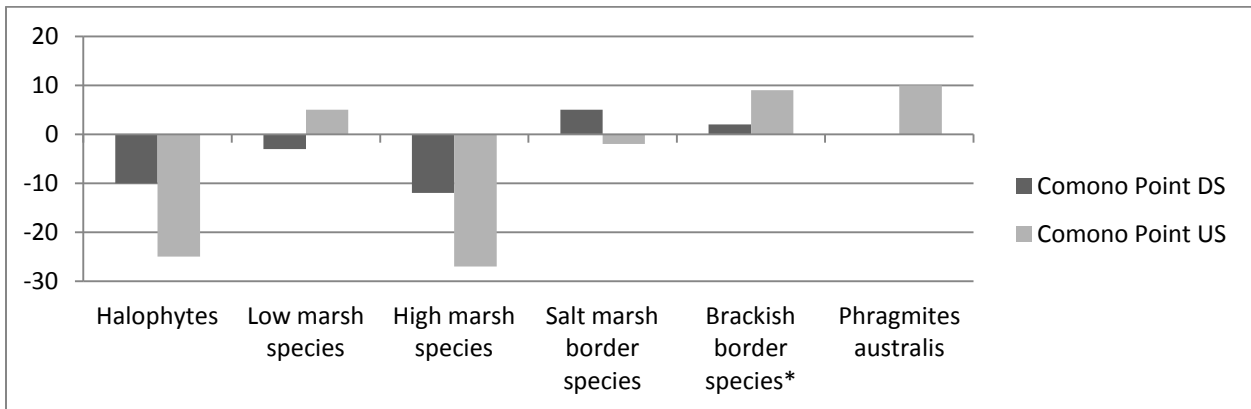 20
10
0
-10
-20
-30
Halophytes
Low marsh
species
High marsh
species
Salt marsh
border
species
Brackish
border
species*
Phragmites
australis
Comono Point DS
Comono Point US